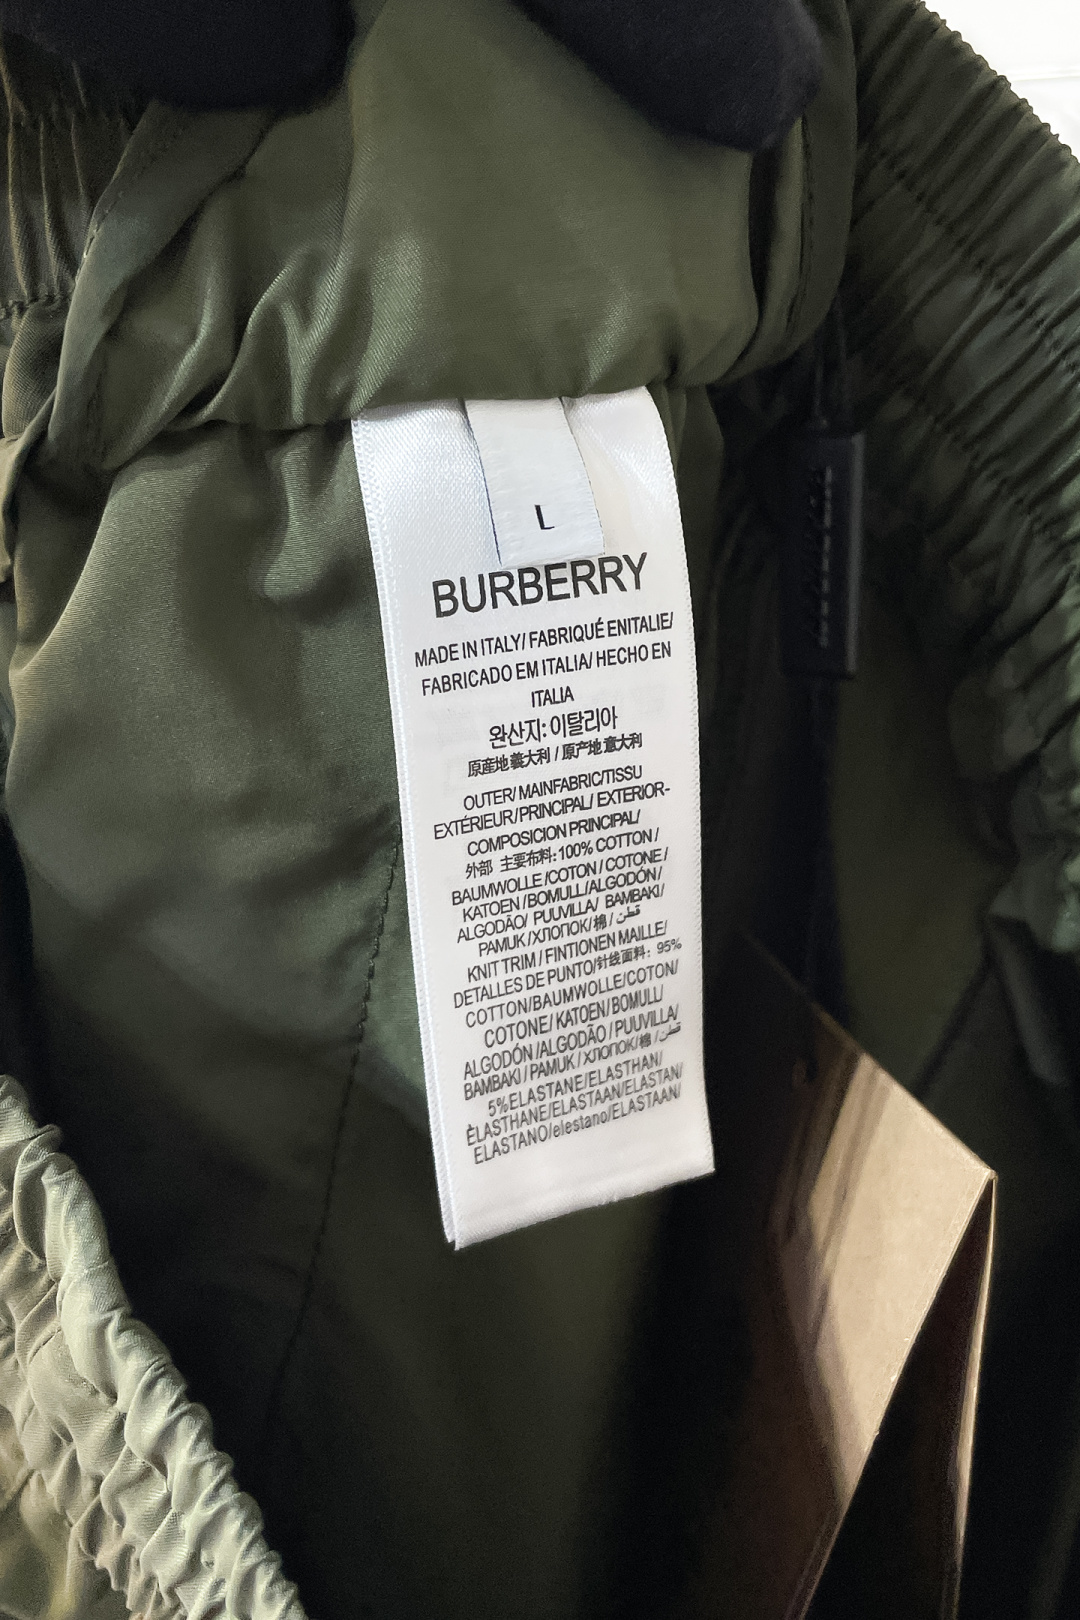 L
BURBERRY
MADE IN ITALY/ FABRIQUÉ ENITALIE/
FABRICADO EM ITALIA/ HECHO EN
ITALIA
완산지: 이탈리아
原産地義大利 / 原产地意大利
OUTER/ MAINFABRIC/TISSU
EXTÉRIEUR/PRINCIPAL/ EXTERIOR-
COMPOSICION PRINCIPAL/
外部 主要布料:100% COTTON /
BAUMWOLLE /COTON / COTONE /
KATOEN /BOMULL/ALGODÓN/
ALGODÃO/ PUUVILLA/ BAMBAKI/
PAMUK /ХЛОПОК/棉 / قطن
KNIT TRIM / FINTIONEN MAILLE/
DETALLES DE PUNTO/针线面料: 95%
COTTON/BAUMWOLLE/COTON/
COTONE/ KATOEN/BOMULL/
ALGODÓN /ALGODÃO / PUUVILLA/
BAMBAKI / PAMUK / ХЛОПОК/棉 /قطن
5%ELASTANE/ELASTHAN/
ÈLASTHANE/ELASTAAN/ELASTAN/
ELASTANO/elestano/ELASTAAN/